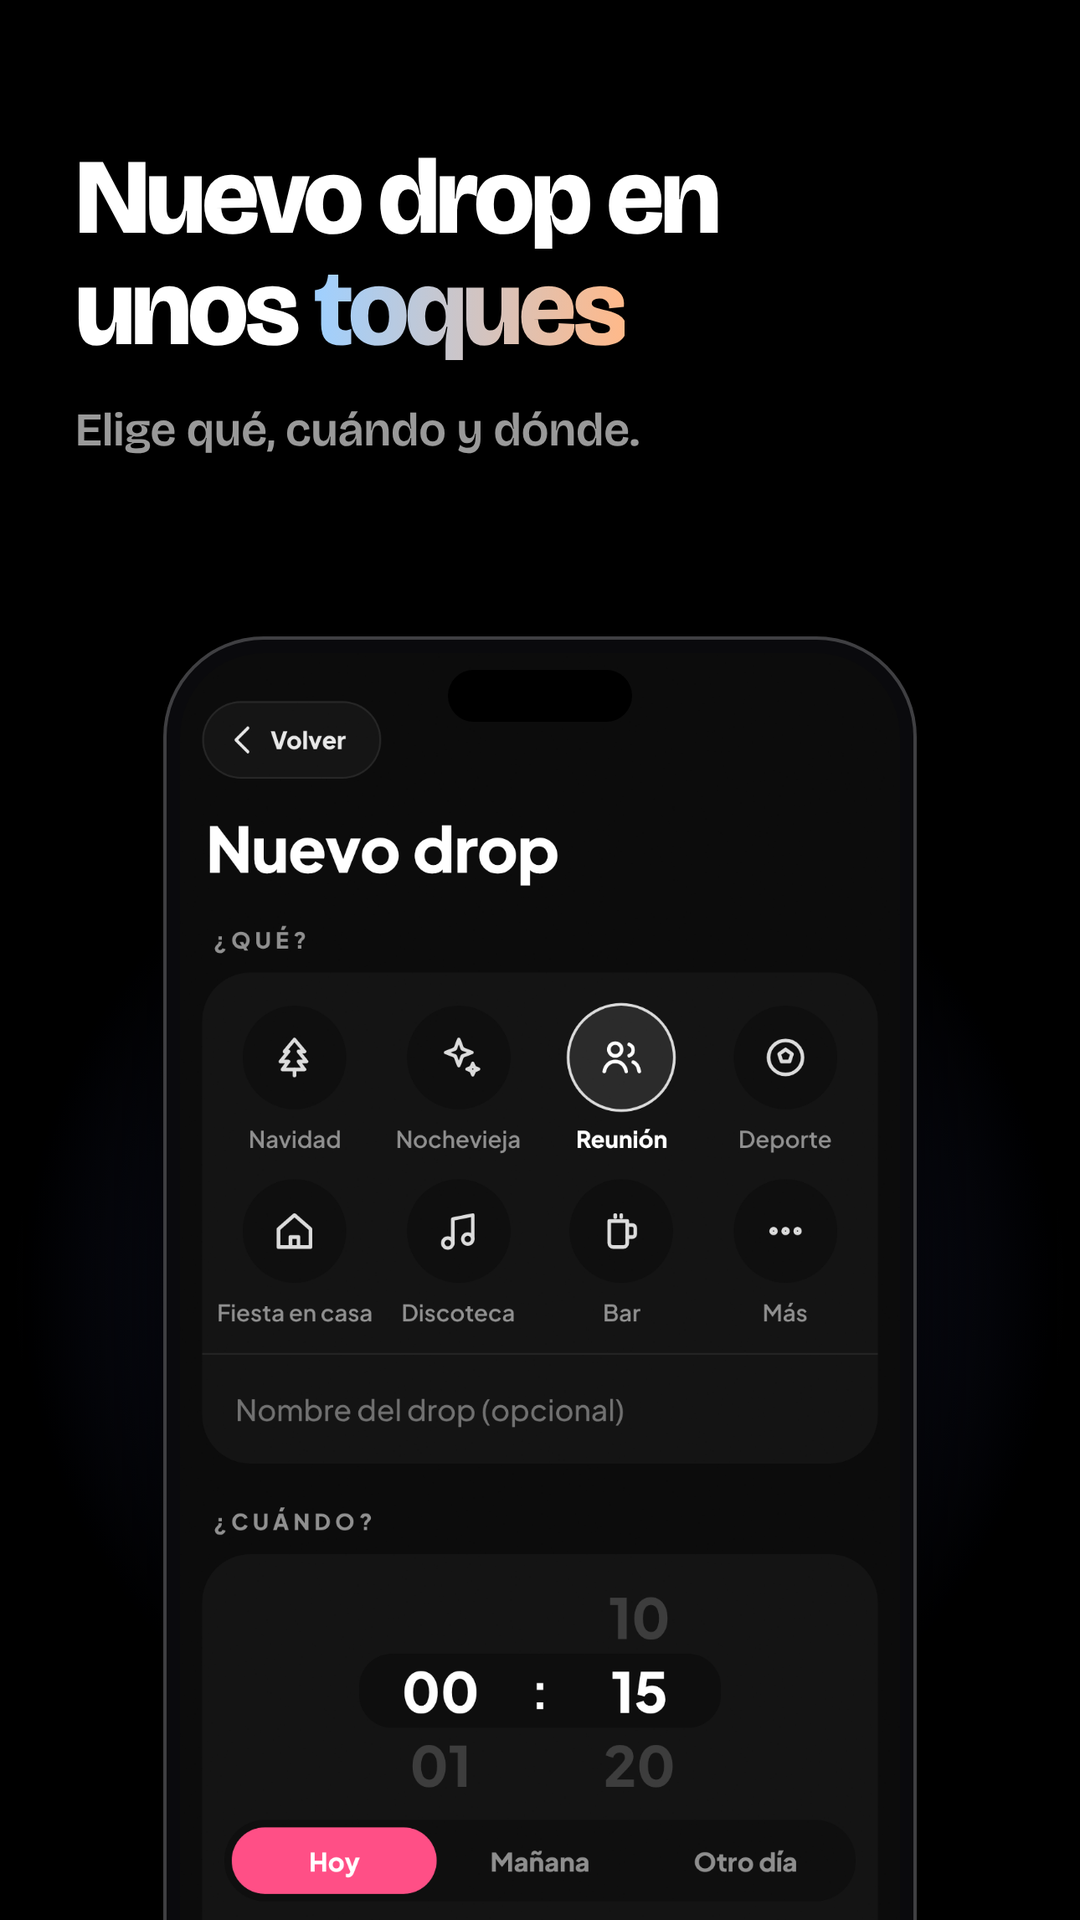 Nuevo drop en
unos toques
Elige qué, cuándo y dónde.
Volver
Nuevo drop
¿QUÉ?
Navidad
Nochevieja
Reunión
Deporte
Fiesta en casa
Discoteca
Bar
Más
Nombre del drop (opcional)
¿CUÁNDO?
10
00 : 15
01 20
Hoy
Mañana
Otro día